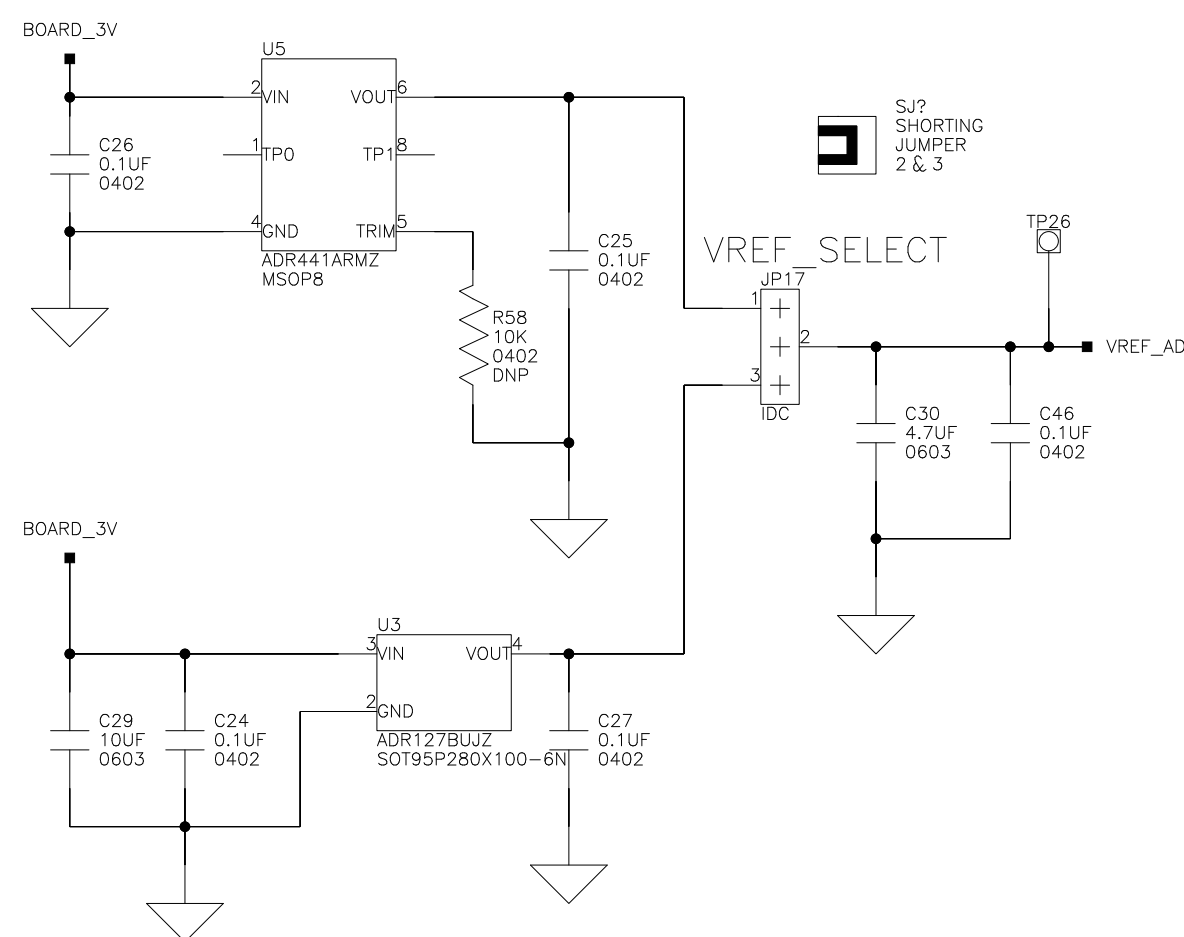 BOARD_3V
U5
2
VIN
VOUT
6
1
TP0
TP1
8
4
GND
TRIM
5
ADR441ARMZ
MSOP8
C26
0.1UF
0402
R58
10K
0402
DNP
C25
0.1UF
0402
SJ?
SHORTING
JUMPER
2 & 3
VREF_SELECT
JP17
1
2
3
IDC
TP26
VREF_AD
C30
4.7UF
0603
C46
0.1UF
0402
BOARD_3V
U3
3
VIN
VOUT
4
2
GND
ADR127BUJZ
SOT95P280X100-6N
C29
10UF
0603
C24
0.1UF
0402
C27
0.1UF
0402